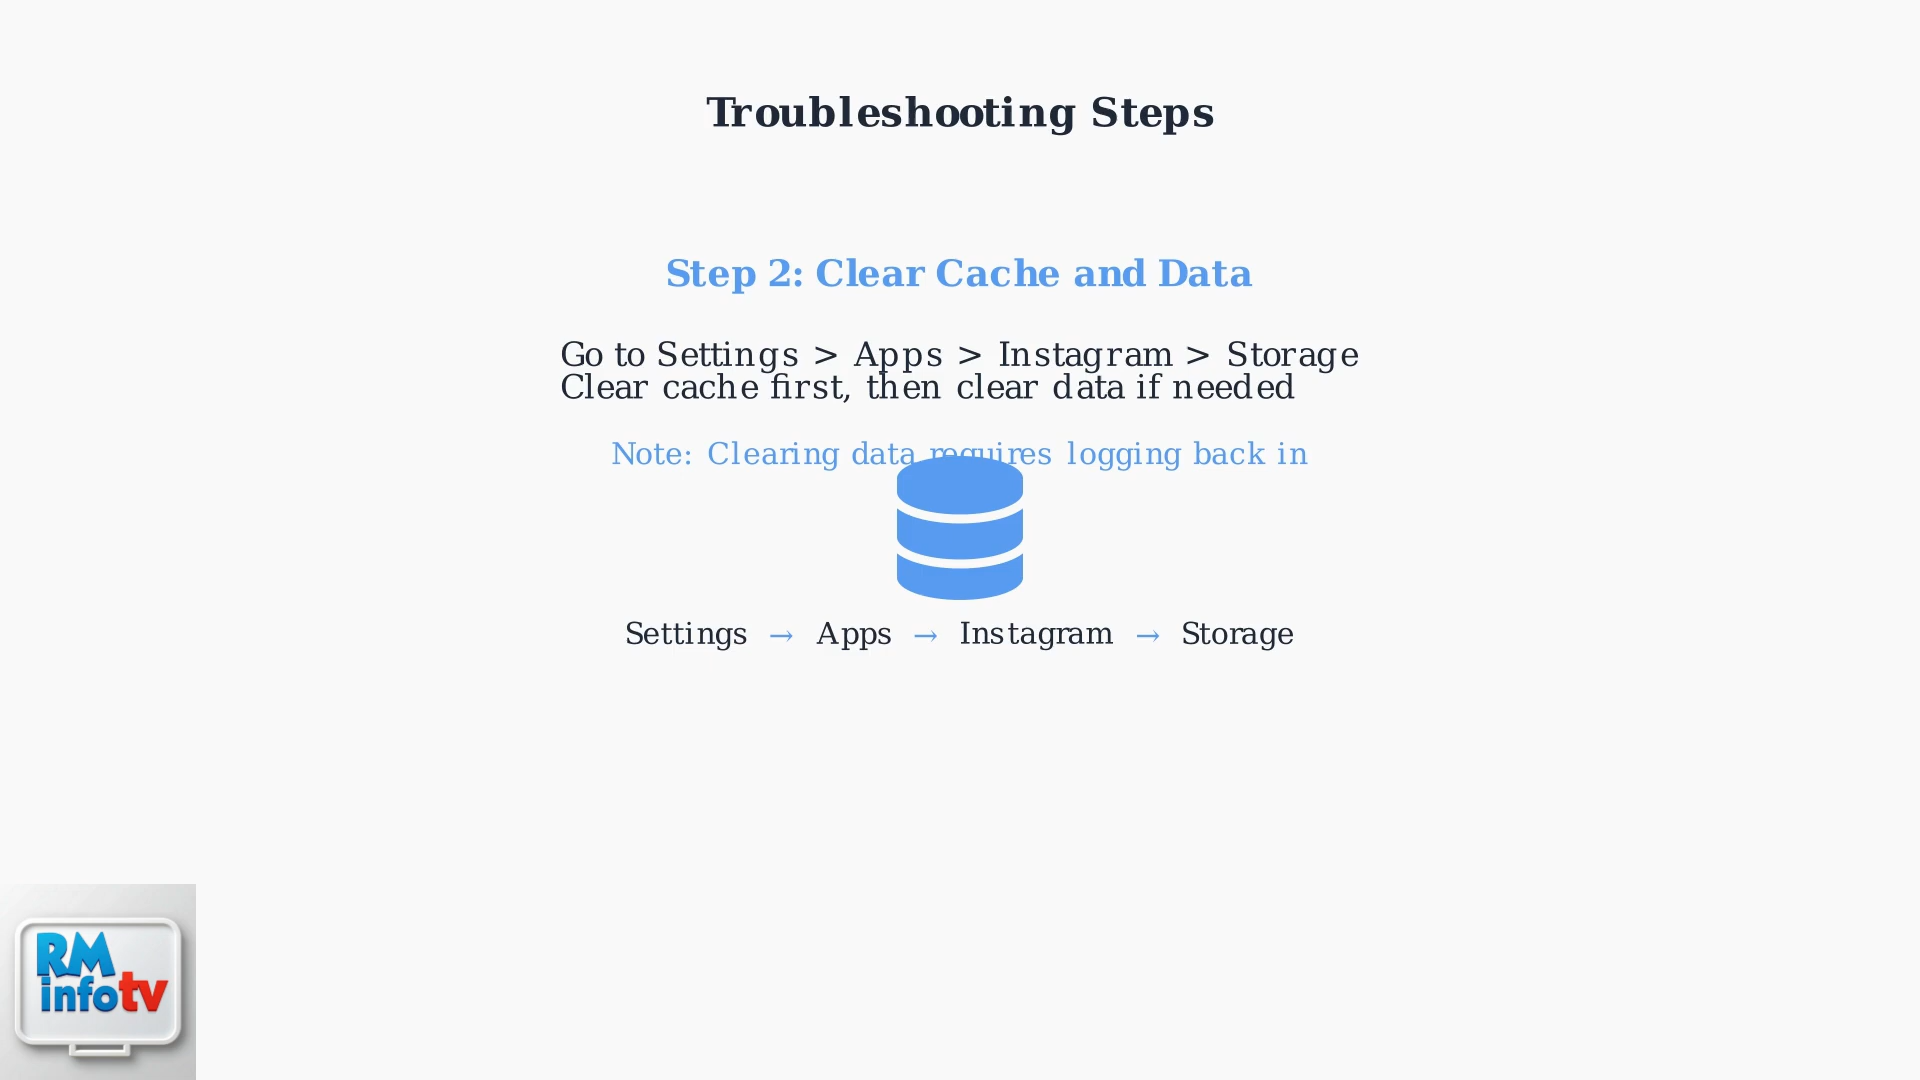 Troubleshooting Steps
Step 2: Clear Cache and Data
Go to Settings > Apps > Instagram > Storage
Clear cache first, then clear data if needed
Note: Clearing data requires logging back in
Settings → Apps → Instagram → Storage
RM
infotv